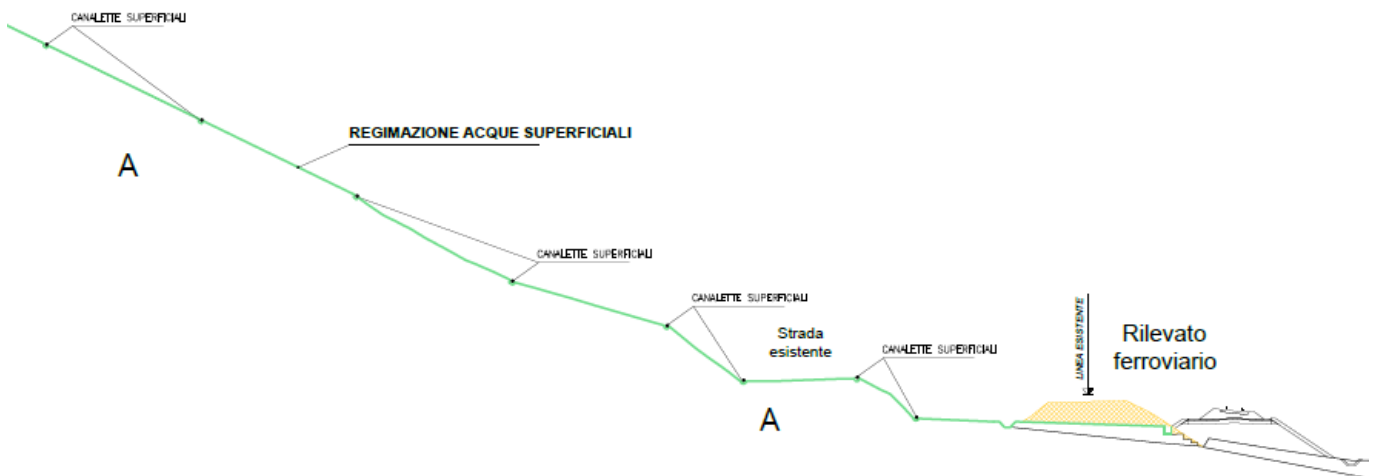 CANALETTE SUPERFICIALI
REGIMAZIONE ACQUE SUPERFICIALI
A
CANALETTE SUPERFICIALI
CANALETTE SUPERFICIALI
Strada
esistente
CANALETTE SUPERFICIALI
LINEA ESISTENTE
Rilevato
ferroviario
A